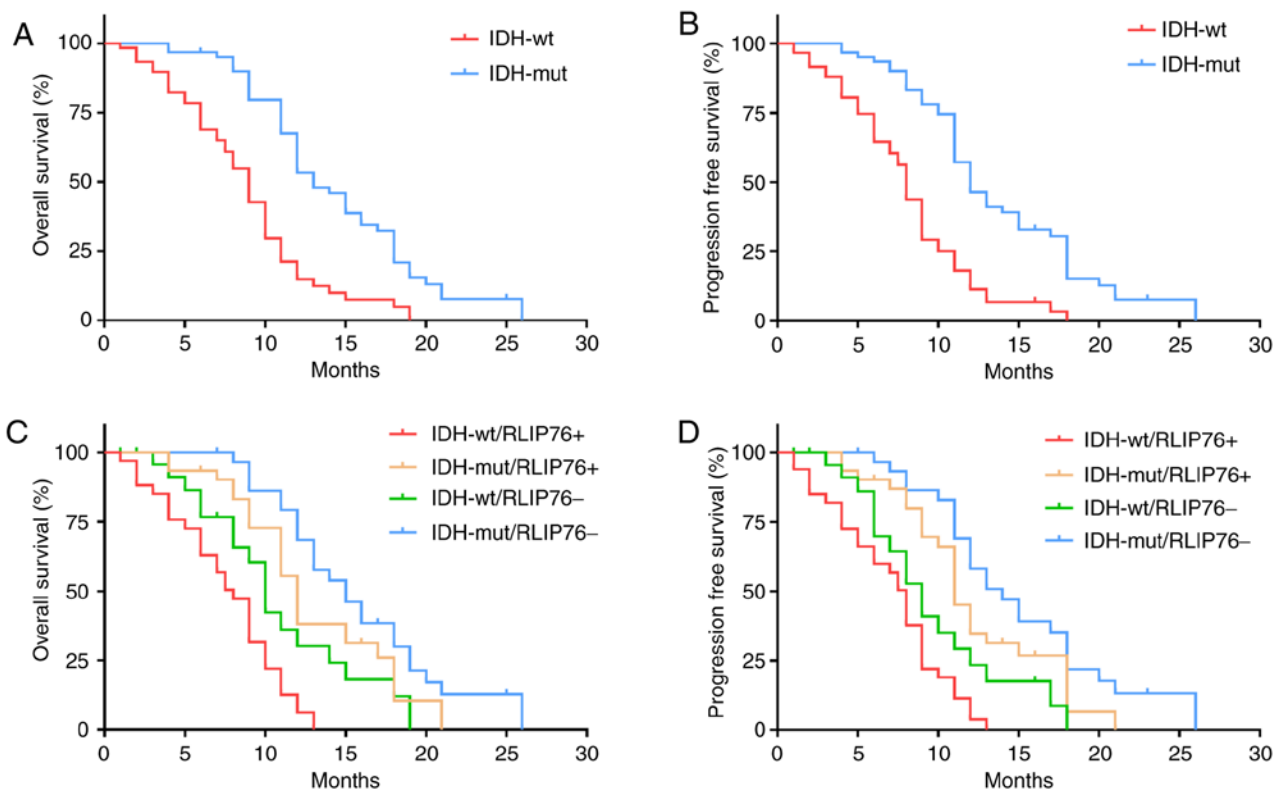 A
Overall survival (%)
100
75
50
25
0
0 5 10 15 20 25 30
Months
IDH-wt
IDH-mut
B
Progression free survival (%)
100
75
50
25
0
0 5 10 15 20 25 30
Months
IDH-wt
IDH-mut
C
Overall survival (%)
100
75
50
25
0
0 5 10 15 20 25 30
Months
IDH-wt/RLIP76+
IDH-mut/RLIP76+
IDH-wt/RLIP76–
IDH-mut/RLIP76–
D
Progression free survival (%)
100
75
50
25
0
0 5 10 15 20 25 30
Months
IDH-wt/RLIP76+
IDH-mut/RLIP76+
IDH-wt/RLIP76–
IDH-mut/RLIP76–